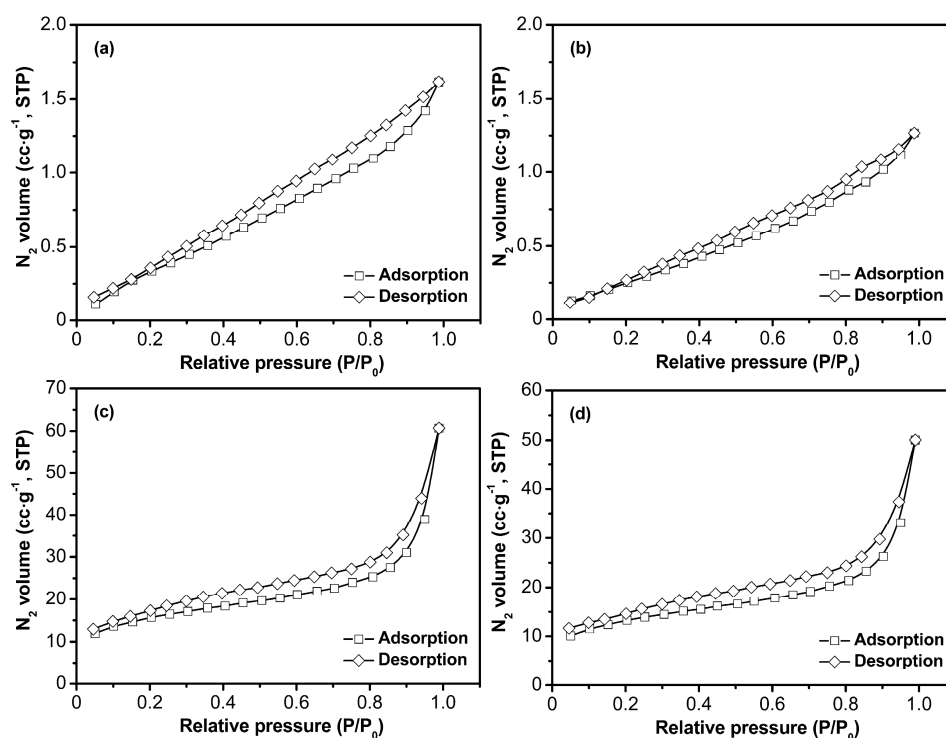 (a)
N₂ volume (cc·g⁻¹, STP)
2.0
1.5
1.0
0.5
0
Adsorption
Desorption
0 0.2 0.4 0.6 0.8 1.0
Relative pressure (P/P₀)
(b)
N₂ volume (cc·g⁻¹, STP)
2.0
1.5
1.0
0.5
0
Adsorption
Desorption
0 0.2 0.4 0.6 0.8 1.0
Relative pressure (P/P₀)
(c)
N₂ volume (cc·g⁻¹, STP)
70
60
50
40
30
20
10
0
Adsorption
Desorption
0 0.2 0.4 0.6 0.8 1.0
Relative pressure (P/P₀)
(d)
N₂ volume (cc·g⁻¹, STP)
60
50
40
30
20
10
0
Adsorption
Desorption
0 0.2 0.4 0.6 0.8 1.0
Relative pressure (P/P₀)